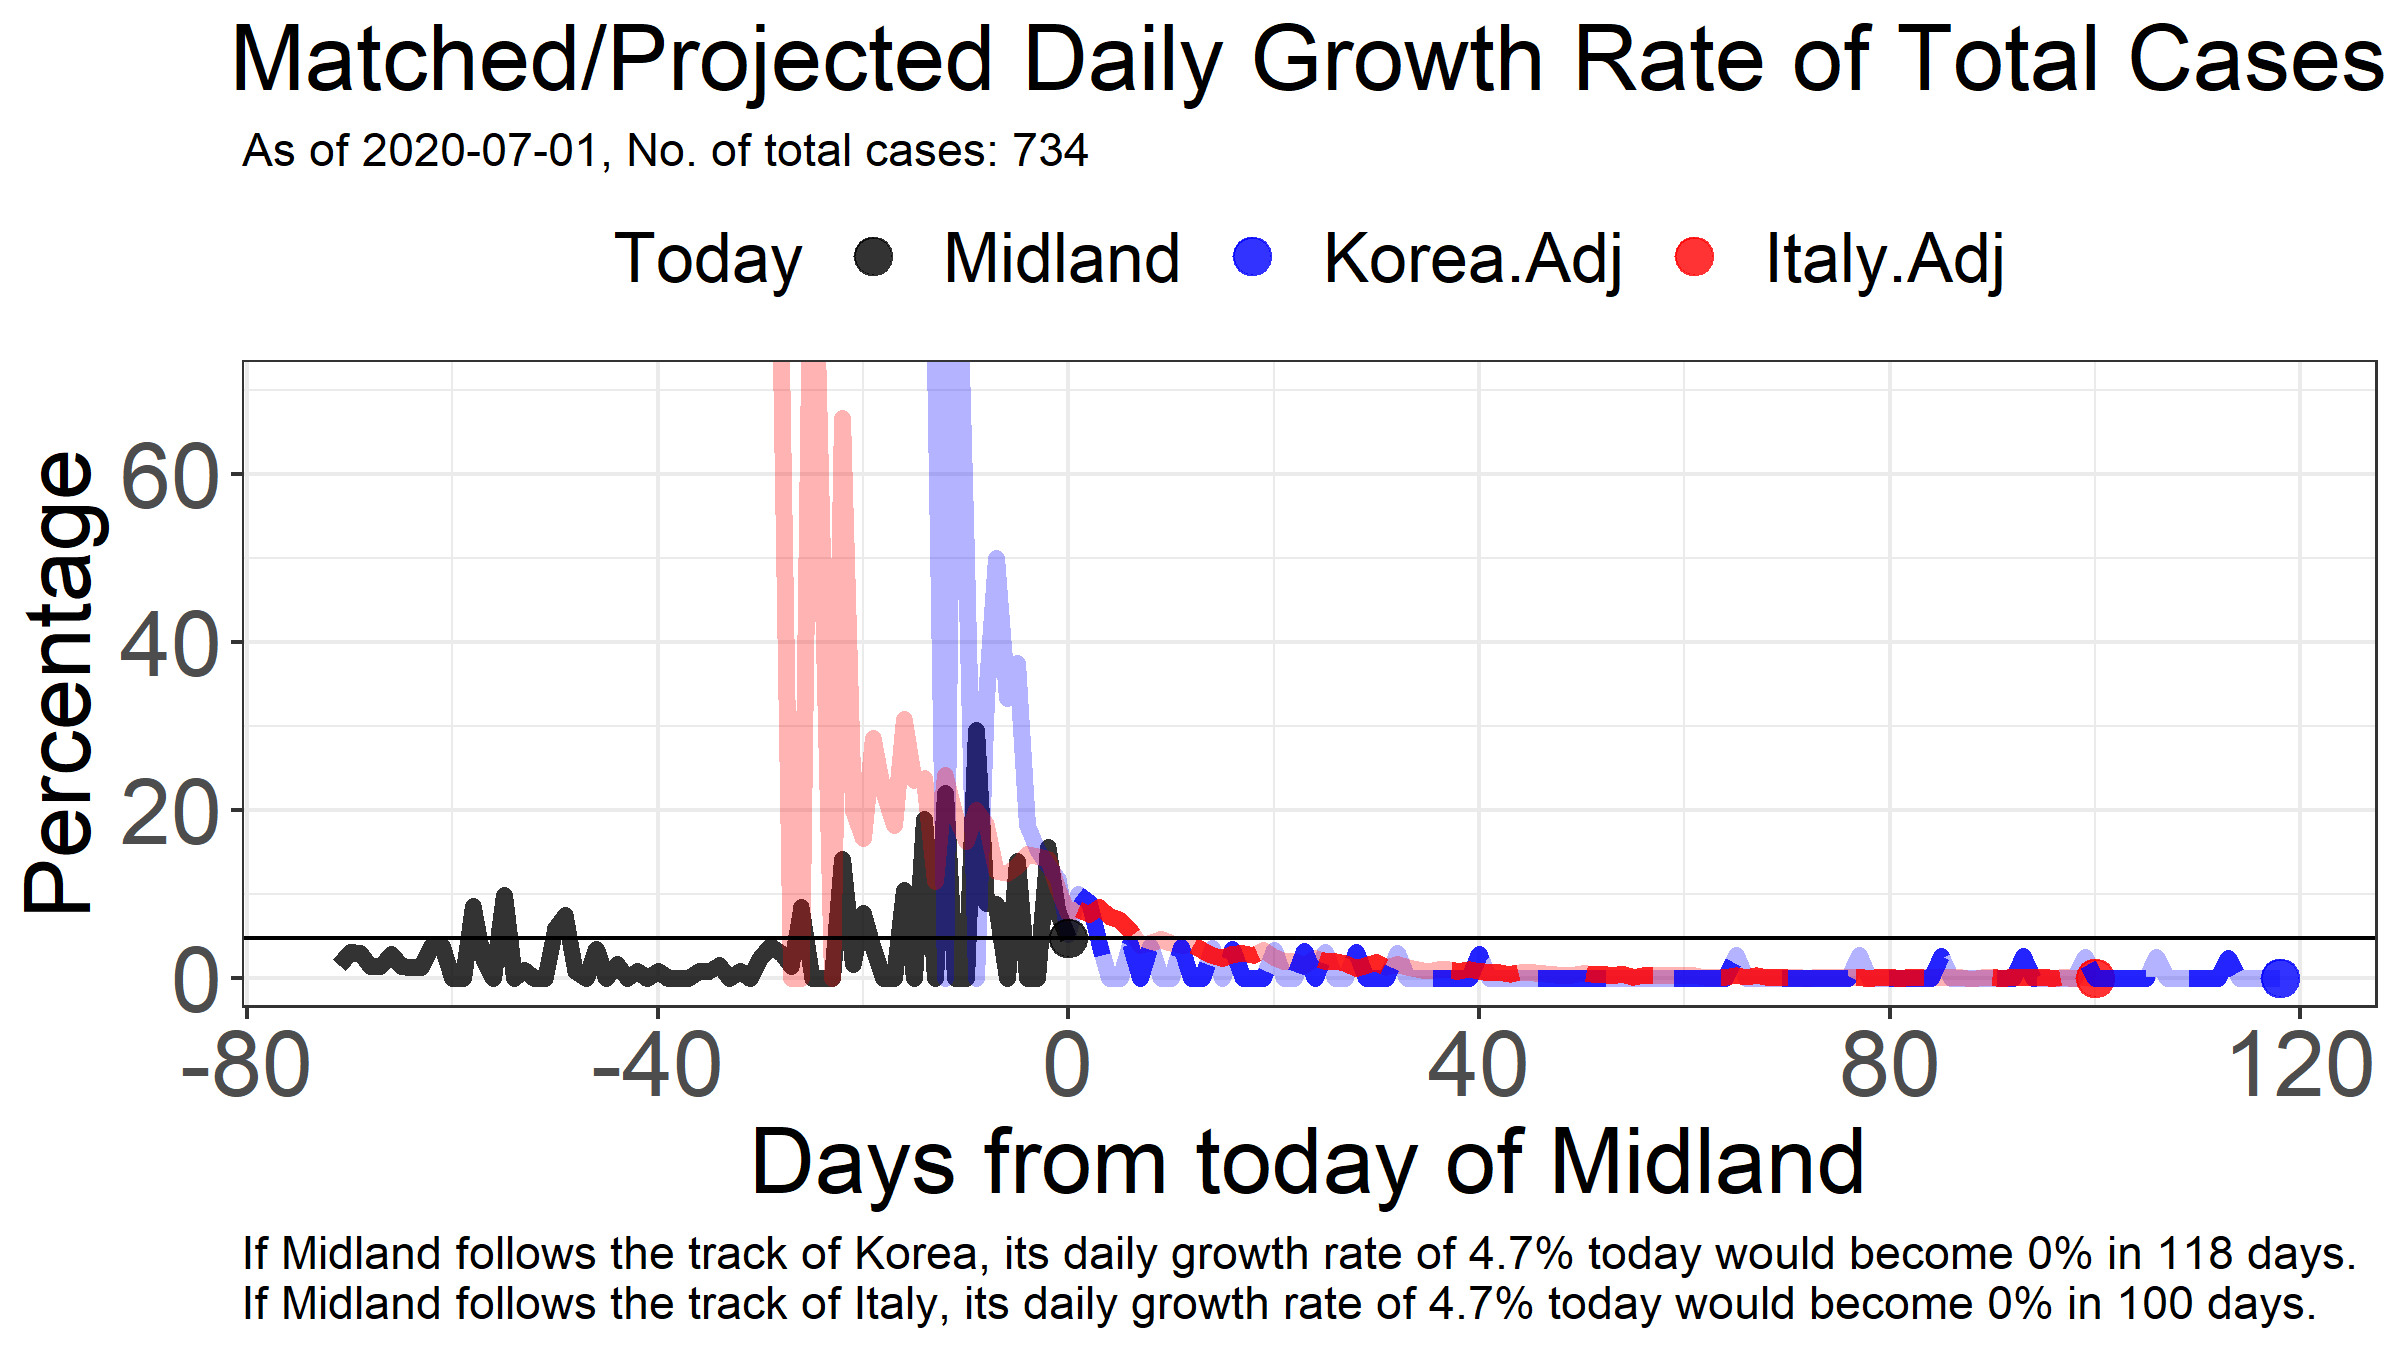 Matched/Projected Daily Growth Rate of Total Cases
As of 2020-07-01, No. of total cases: 734
Today Midland Korea.Adj Italy.Adj
Percentage
60
40
20
0
-80 -40 0 40 80 120
Days from today of Midland
If Midland follows the track of Korea, its daily growth rate of 4.7% today would become 0% in 118 days.
If Midland follows the track of Italy, its daily growth rate of 4.7% today would become 0% in 100 days.